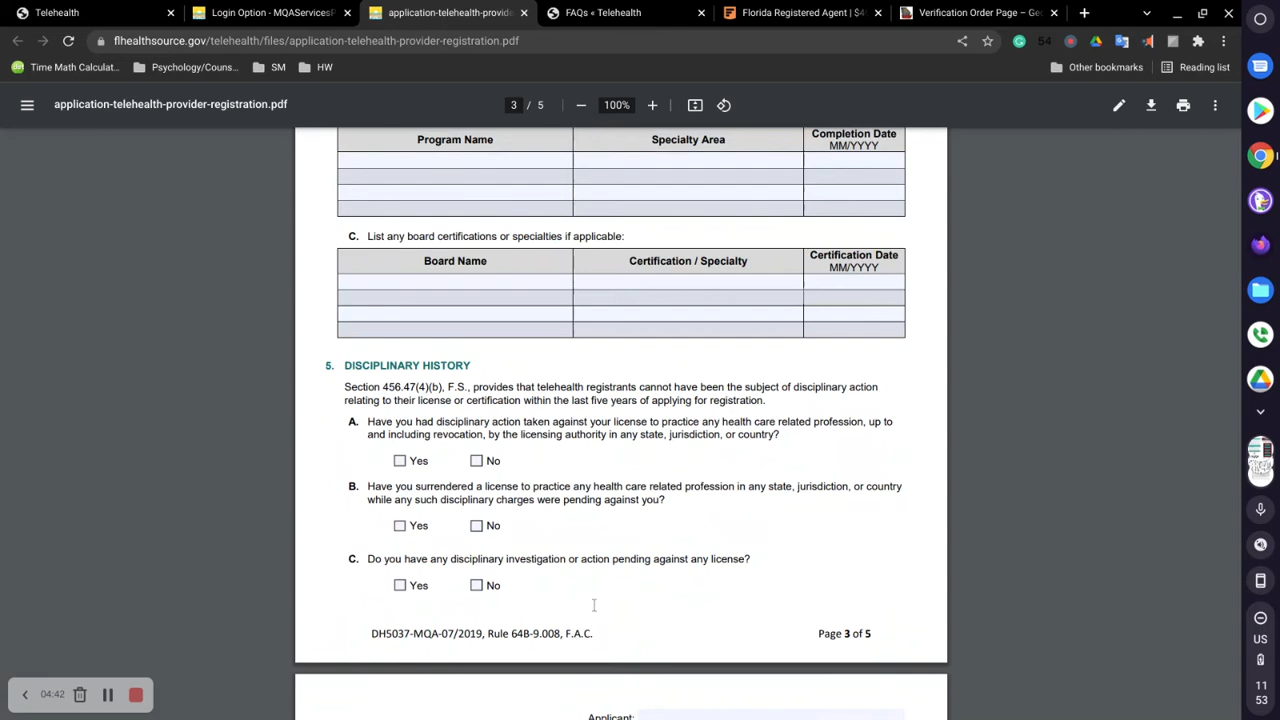 Telehealth
Login Option - MQAServicesP
application-telehealth-provide
FAQs « Telehealth
Florida Registered Agent | $4
Verification Order Page – Geo
flhealthsource.gov/telehealth/files/application-telehealth-provider-registration.pdf
54
Time Math Calculat...
Psychology/Couns...
SM
HW
Other bookmarks
Reading list
application-telehealth-provider-registration.pdf
3 / 5
100%
Program Name
Specialty Area
Completion Date
MM/YYYY
C. List any board certifications or specialties if applicable:
Board Name
Certification / Specialty
Certification Date
MM/YYYY
5. DISCIPLINARY HISTORY
Section 456.47(4)(b), F.S., provides that telehealth registrants cannot have been the subject of disciplinary action
relating to their license or certification within the last five years of applying for registration.
A. Have you had disciplinary action taken against your license to practice any health care related profession, up to
and including revocation, by the licensing authority in any state, jurisdiction, or country?
Yes No
B. Have you surrendered a license to practice any health care related profession in any state, jurisdiction, or country
while any such disciplinary charges were pending against you?
Yes No
C. Do you have any disciplinary investigation or action pending against any license?
Yes No
DH5037-MQA-07/2019, Rule 64B-9.008, F.A.C.
Page 3 of 5
Applicant:
04:42
US
11
53